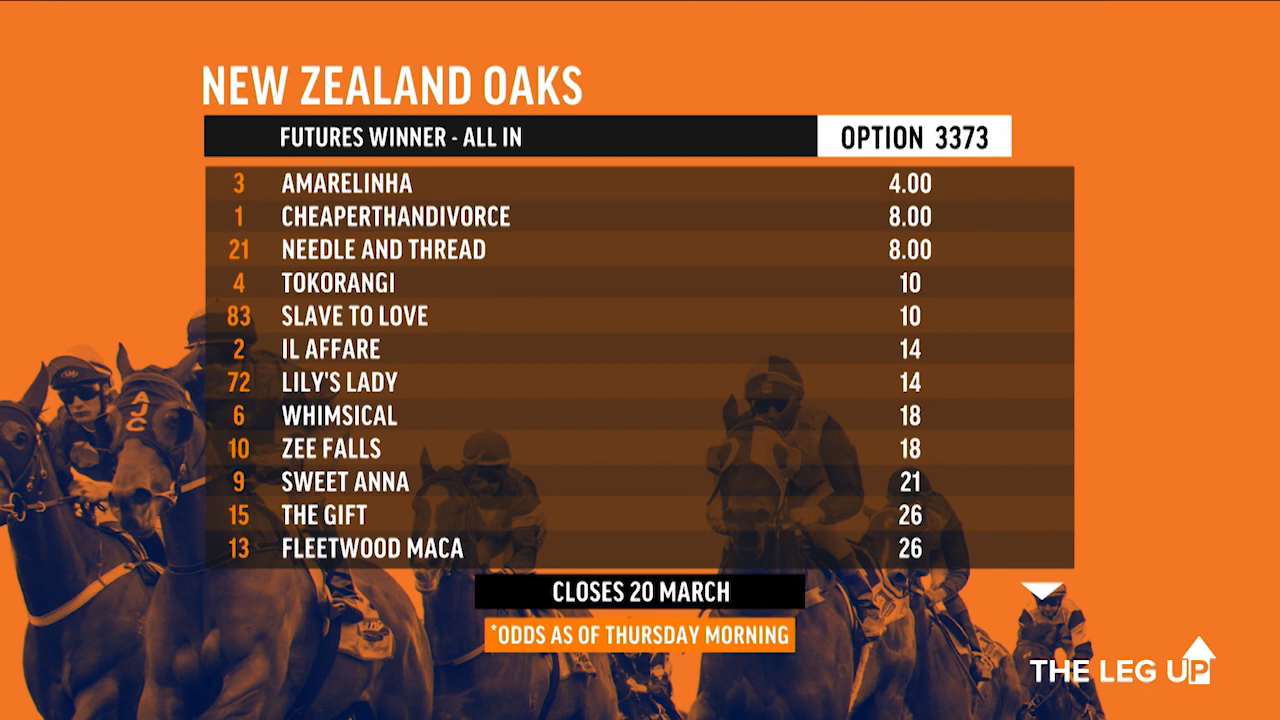 NEW ZEALAND OAKS
FUTURES WINNER - ALL IN OPTION 3373
3 AMARELINHA 4.00
1 CHEAPERTHANDIVORCE 8.00
21 NEEDLE AND THREAD 8.00
4 TOKORANGI 10
83 SLAVE TO LOVE 10
2 IL AFFARE 14
72 LILY'S LADY 14
6 WHIMSICAL 18
10 ZEE FALLS 18
9 SWEET ANNA 21
15 THE GIFT 26
13 FLEETWOOD MACA 26
CLOSES 20 MARCH
*ODDS AS OF THURSDAY MORNING
THE LEG UP
AJC